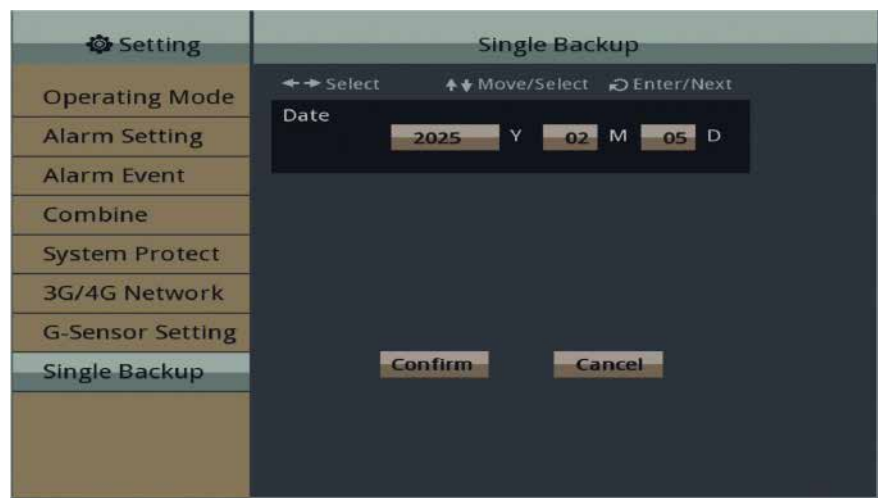 Setting
Single Backup
Select Move/Select Enter/Next
Operating Mode
Alarm Setting
Alarm Event
Combine
System Protect
3G/4G Network
G-Sensor Setting
Single Backup
Date
2025 Y 02 M 05 D
Confirm Cancel